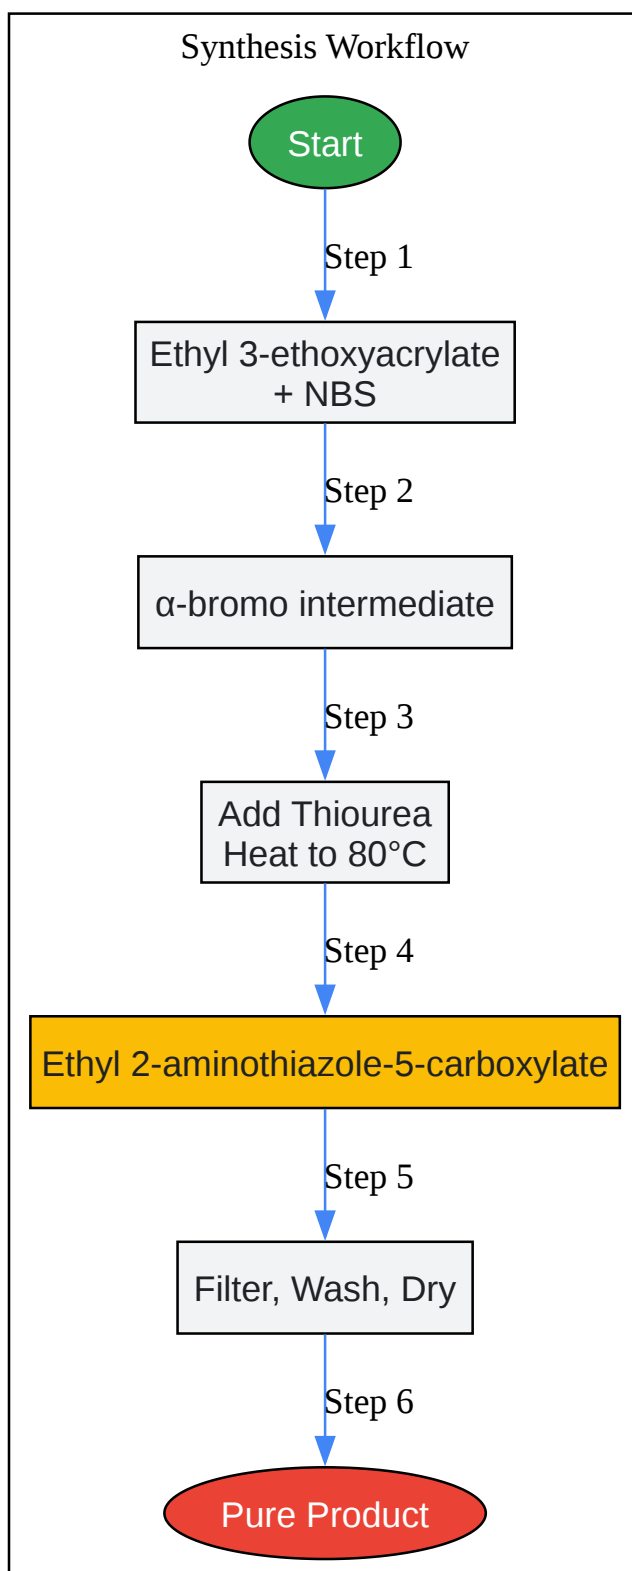 Synthesis Workflow
Start
Step 1
Ethyl 3-ethoxyacrylate
+ NBS
Step 2
α-bromo intermediate
Step 3
Add Thiourea
Heat to 80°C
Step 4
Ethyl 2-aminothiazole-5-carboxylate
Step 5
Filter, Wash, Dry
Step 6
Pure Product